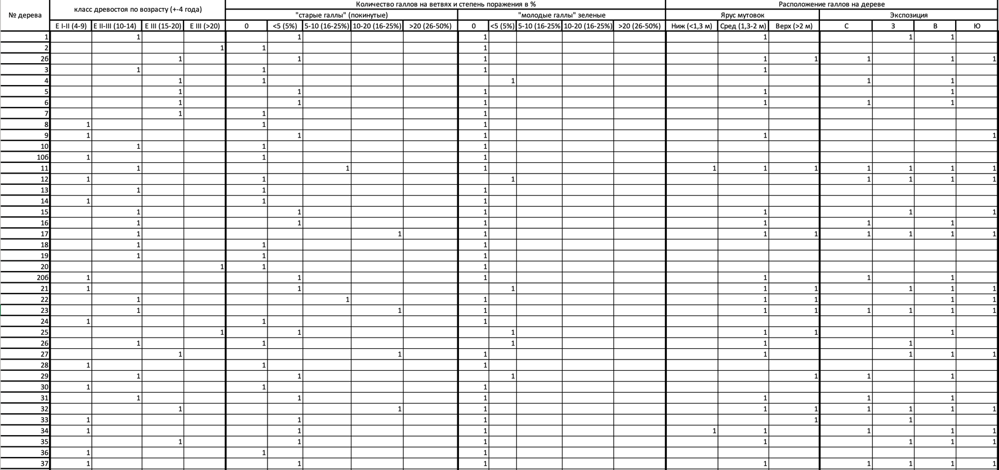 № дерева класс древостоя по возрасту (+-4 года) Количество галлов на ветвях и степень поражения в % Расположение галлов на дереве
"старые галлы" (покинутые) "молодые галлы" зеленые Ярус мутовок Экспозиция
Е I-II (4-9) Е II-III (10-14) Е III (15-20) Е III (>20) 0 <5 (5%) 5-10 (16-25%) 10-20 (16-25%) >20 (26-50%) 0 <5 (5%) 5-10 (16-25% 10-20 (16-25%) >20 (26-50%) Ниж (<1,3 м) Сред (1,3-2 м) Верх (>2 м) С З В Ю
1 1 1 1 1 1 1
2 1 1 1
2б 1 1 1 1 1 1 1 1
3 1 1 1 1
4 1 1 1 1 1
5 1 1 1 1 1
6 1 1 1 1 1 1
7 1 1 1
8 1 1 1
9 1 1 1 1 1
10 1 1 1
10б 1 1 1
11 1 1 1 1 1 1 1 1 1 1
12 1 1 1 1 1 1 1
13 1 1 1
14 1 1 1
15 1 1 1 1 1 1
16 1 1 1 1 1 1
17 1 1 1 1 1 1 1 1 1
18 1 1 1
19 1 1 1
20 1 1 1
20б 1 1 1 1 1 1
21 1 1 1 1 1 1 1 1
22 1 1 1 1 1 1 1
23 1 1 1 1 1 1 1 1 1
24 1 1 1
25 1 1 1 1 1 1
26 1 1 1 1 1
27 1 1 1 1 1 1 1
28 1 1 1
29 1 1 1 1 1 1
30 1 1 1
31 1 1 1 1 1 1
32 1 1 1 1 1 1 1 1 1
33 1 1 1 1 1
34 1 1 1 1 1 1 1 1
35 1 1 1 1 1 1 1
36 1 1 1
37 1 1 1 1 1 1 1 1